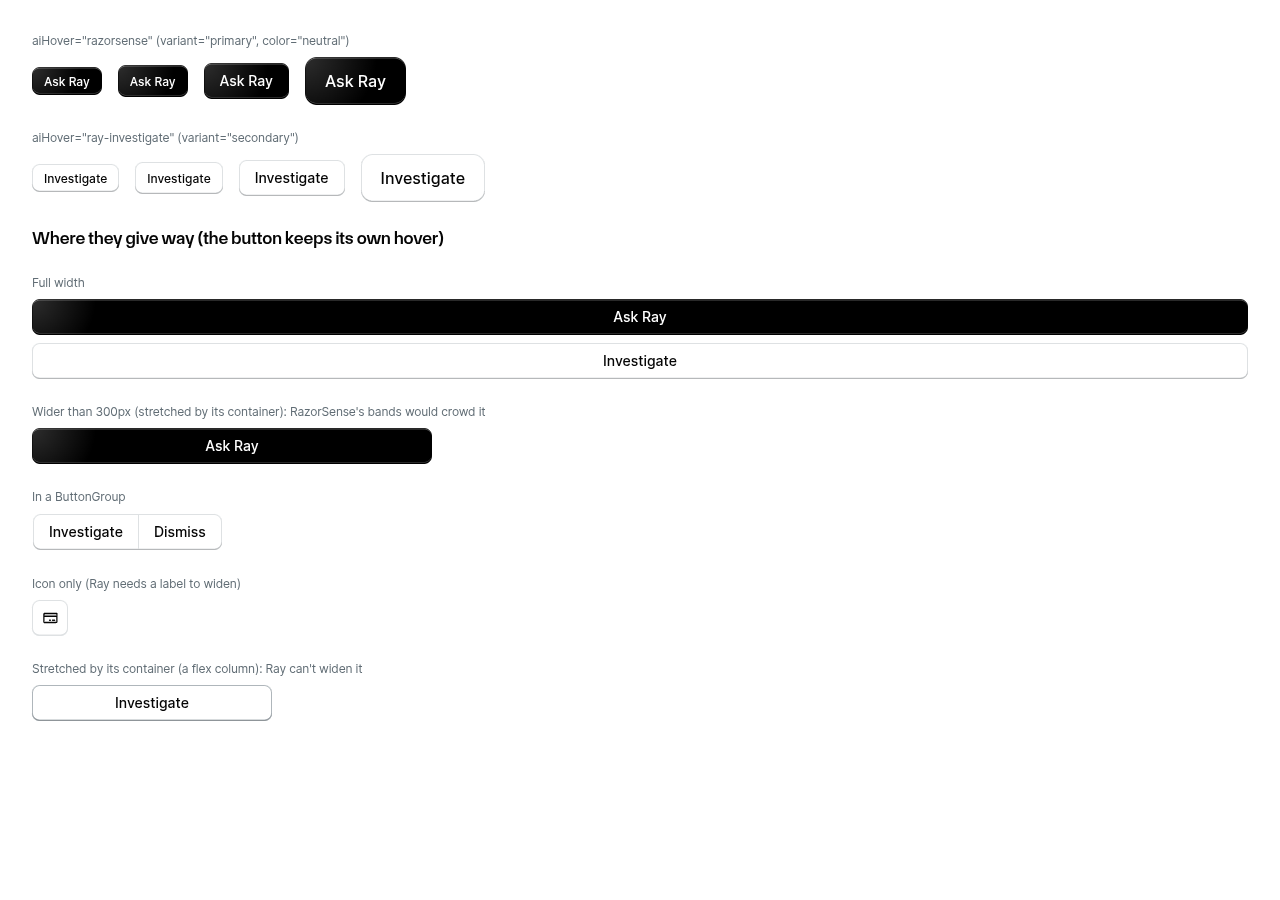 aiHover="razorsense" (variant="primary", color="neutral")
Ask Ray Ask Ray Ask Ray Ask Ray
aiHover="ray-investigate" (variant="secondary")
Investigate Investigate Investigate Investigate
Where they give way (the button keeps its own hover)
Full width
Ask Ray
Investigate
Wider than 300px (stretched by its container): RazorSense's bands would crowd it
Ask Ray
In a ButtonGroup
Investigate Dismiss
Icon only (Ray needs a label to widen)
Stretched by its container (a flex column): Ray can't widen it
Investigate